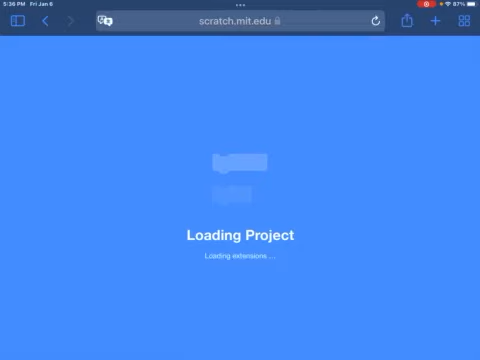 5:36 PM Fri Jan 6
87%
scratch.mit.edu
Loading Project
Loading extensions …